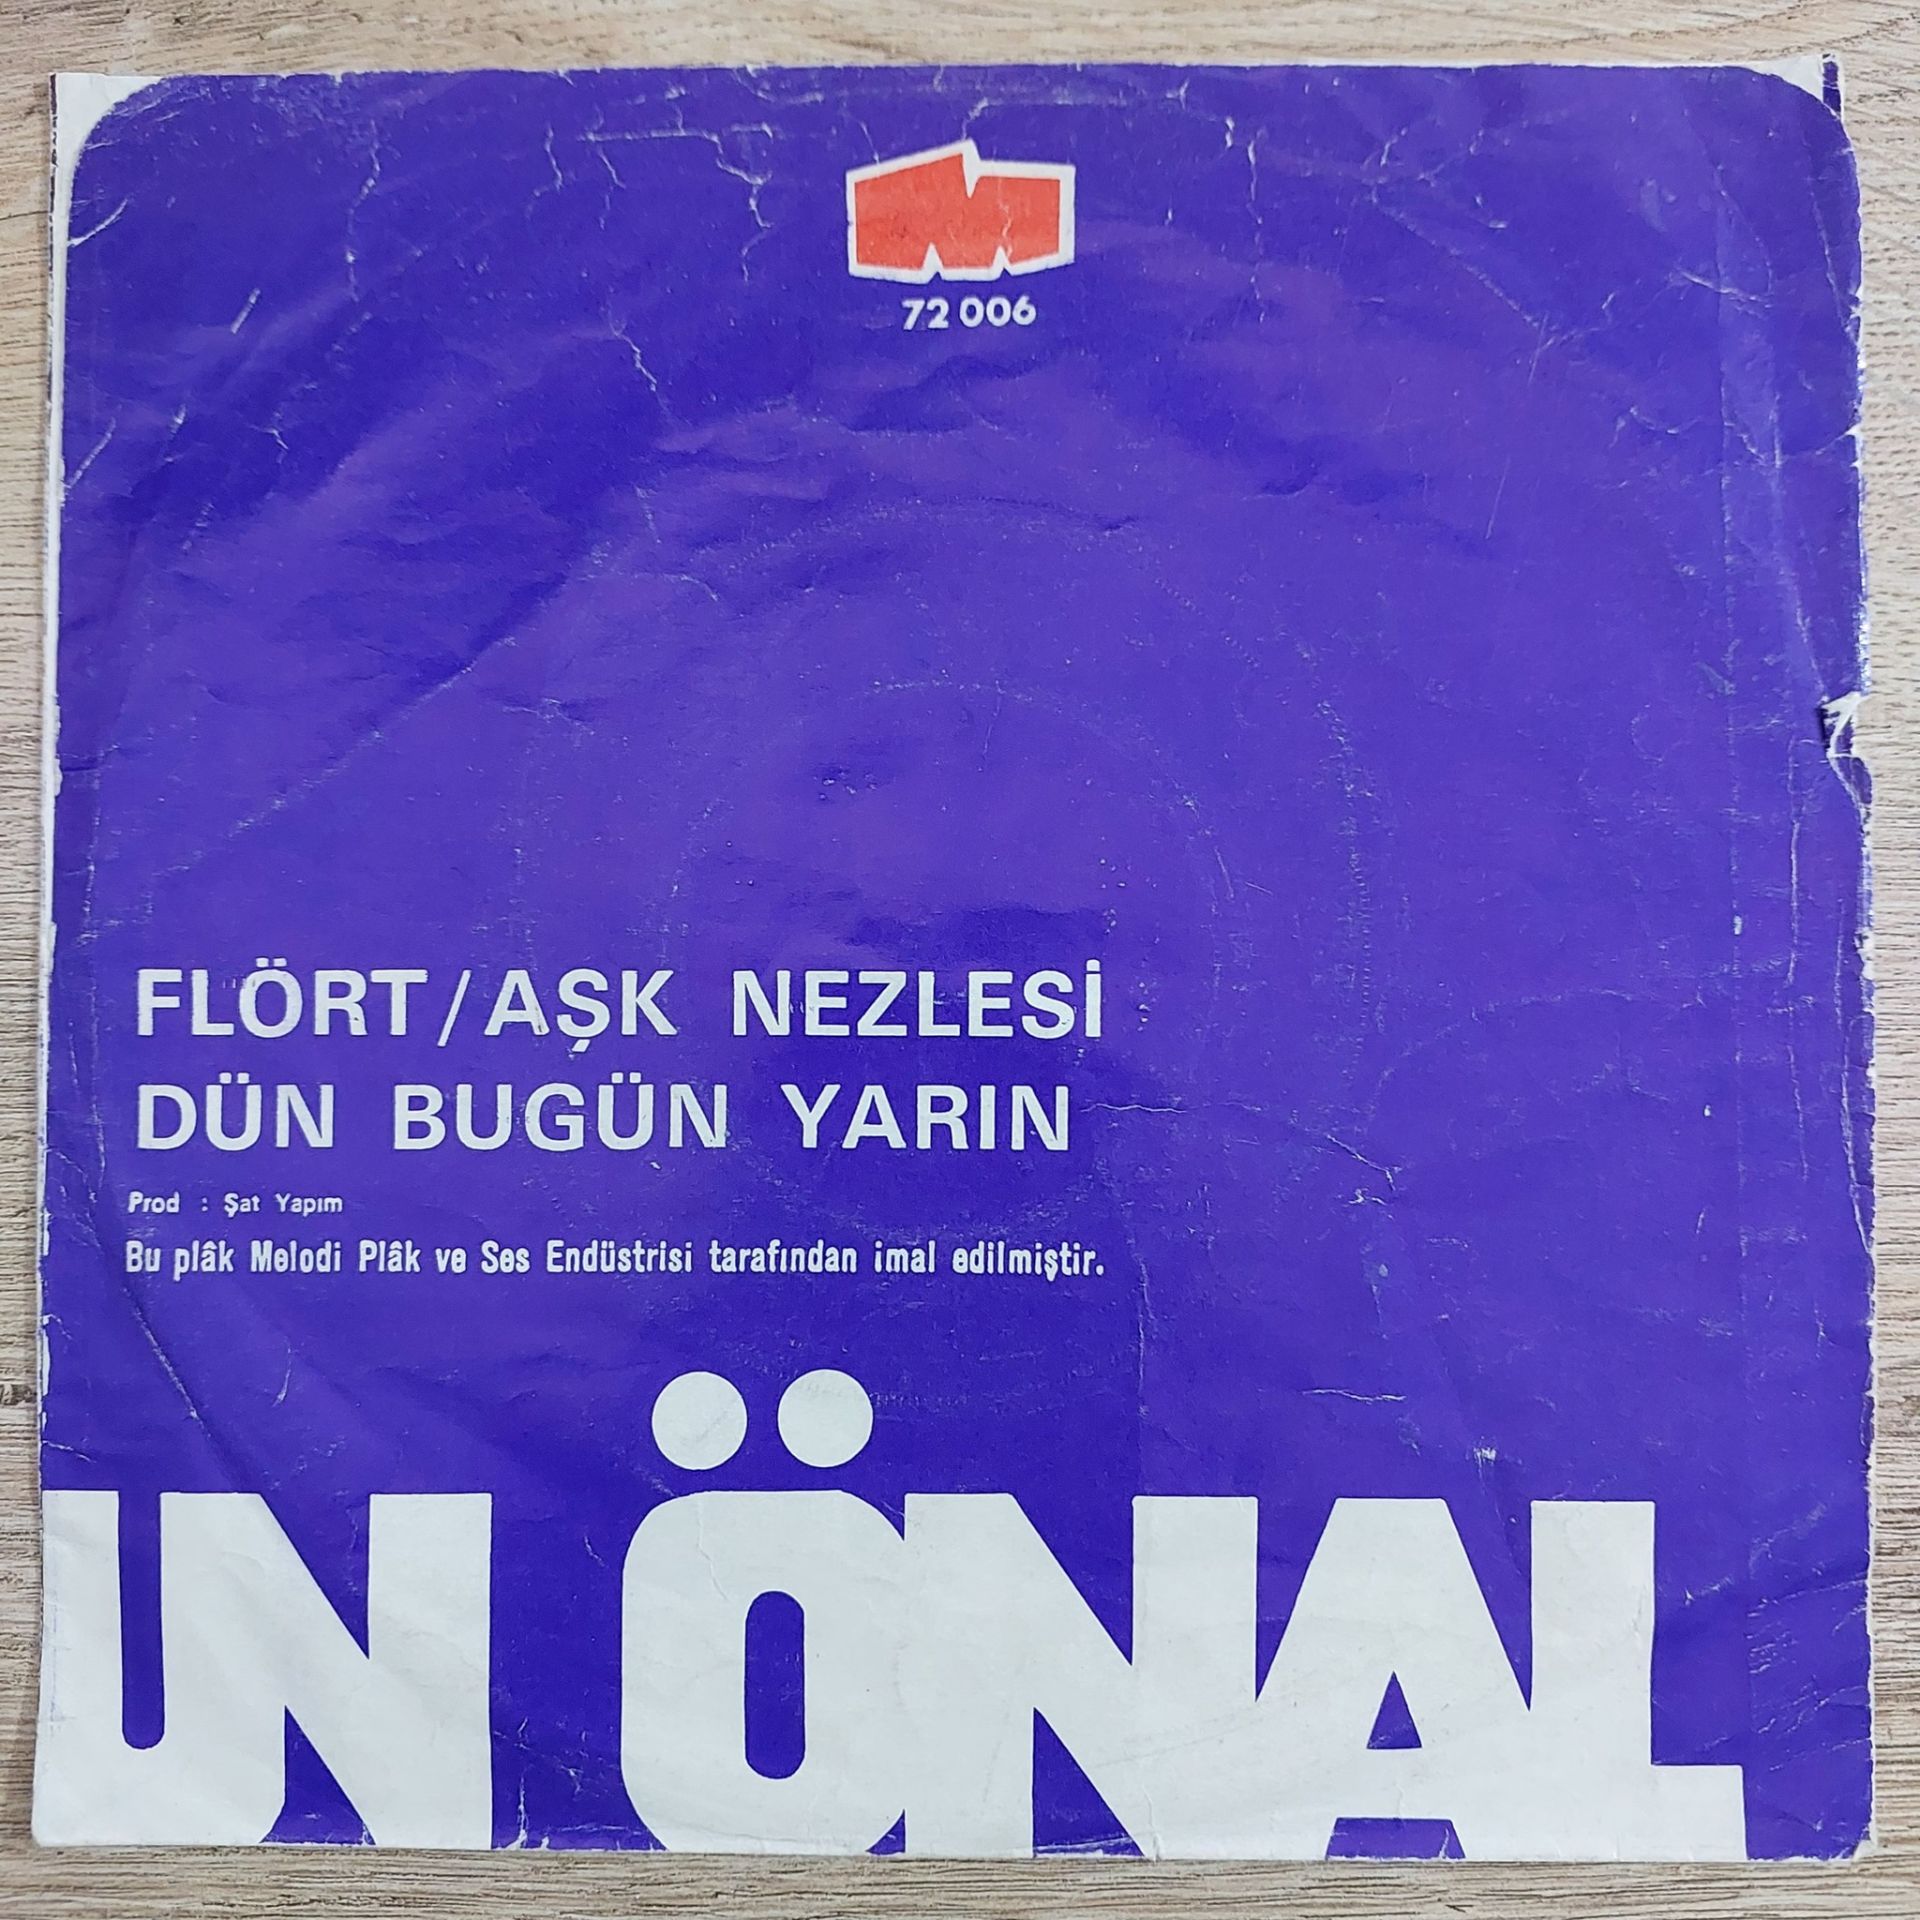 72 006
FLÖRT / AŞK NEZLESİ
DÜN BUGÜN YARIN
Prod : Şat Yapım
Bu plâk Melodi Plâk ve Ses Endüstrisi tarafından imal edilmiştir.
UN ÖNAL